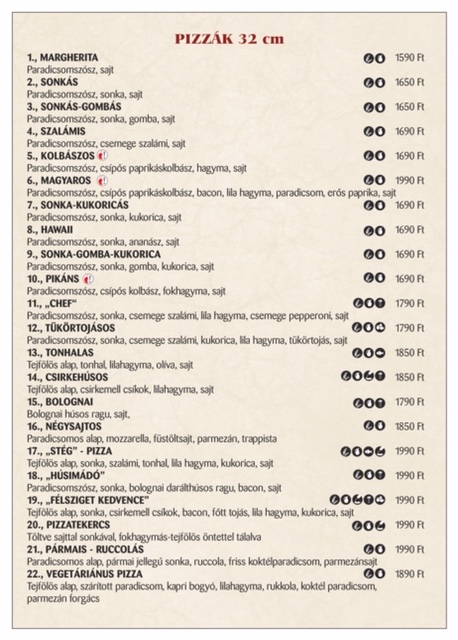 PIZZÁK 32 cm
1., MARGHERITA 1590 Ft
Paradicsomszósz, sajt
2., SONKÁS 1650 Ft
Paradicsomszósz, sonka, sajt
3., SONKÁS-GOMBÁS 1650 Ft
Paradicsomszósz, sonka, gomba, sajt
4., SZALÁMIS 1690 Ft
Paradicsomszósz, csemege szalámi, sajt
5., KOLBÁSZOS 1690 Ft
Paradicsomszósz, csípós paprikáskolbász, hagyma, sajt
6., MAGYAROS 1990 Ft
Paradicsomszósz, csípós paprikáskolbász, bacon, lila hagyma, paradicsom, erós paprika, sajt
7., SONKA-KUKORICÁS 1690 Ft
Paradicsomszósz, sonka, kukorica, sajt
8., HAWAII 1690 Ft
Paradicsomszósz, sonka, ananász, sajt
9., SONKA-GOMBA-KUKORICA 1690 Ft
Paradicsomszósz, sonka, gomba, kukorica, sajt
10., PIKÁNS 1690 Ft
Paradicsomszósz, csípós kolbász, fokhagyma, sajt
11., „CHEF" 1790 Ft
Paradicsomszósz, sonka, csemege szalámi, lila hagyma, csemege pepperoni, sajt
12., TÜKÖRTOJÁSOS 1790 Ft
Paradicsomszósz, sonka, csemege szalámi, kukorica, lila hagyma, tükörtojás, sajt
13., TONHALAS 1850 Ft
Tejfölös alap, tonhal, lilahagyma, olíva, sajt
14., CSIRKEHÚSOS 1850 Ft
Tejfölös alap, csirkemell csíkok, lilahagyma, sajt
15., BOLOGNAI 1790 Ft
Bolognai húsos ragu, sajt,
16., NÉGYSAJTOS 1850 Ft
Paradicsomos alap, mozzarella, füstöltsajt, parmezán, trappista
17., „STÉG" - PIZZA 1990 Ft
Tejfölös alap, sonka, szalámi, tonhal, lila hagyma, kukorica, sajt
18., „HÚSIMÁDÓ" 1990 Ft
Paradicsomszósz, sonka, bolognai daráltHúsos ragu, bacon, sajt
19., „FÉLSZIGET KEDVENCE" 1990 Ft
Tejfölös alap, sonka, csirkemell csíkok, bacon, fótt tojás, lila hagyma, kukorica, sajt
20., PIZZATEKERCS 1990 Ft
Töltve sajttal sonkával, fokhagymás-tejfölös öntettel tálalva
21., PÁRMAIS - RUCCOLÁS 1990 Ft
Paradicsomos alap, pármai jellegű sonka, ruccola, friss koktélparadicsom, parmezánsajt
22., VEGETÁRIÁNUS PIZZA 1890 Ft
Tejfölös alap, szárított paradicsom, kapri bogyó, lilahagyma, rukkola, koktél paradicsom,
parmezán forgács